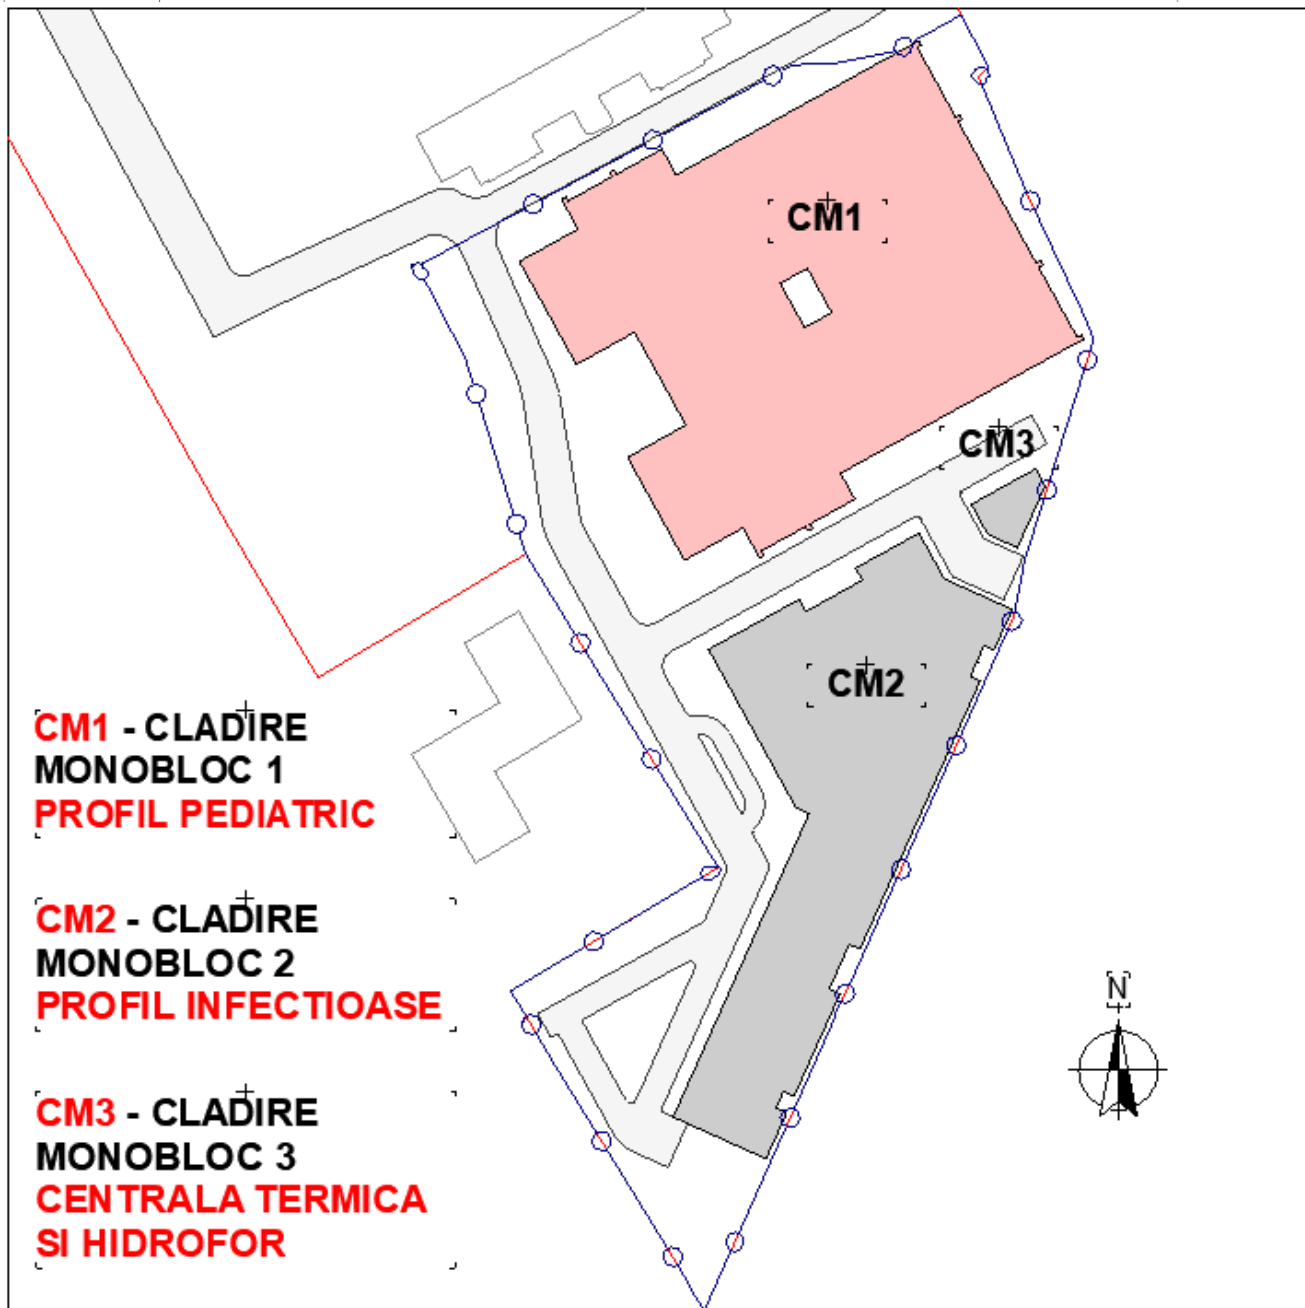 CM1
CM3
CM2
CM1 - CLADIRE
MONOBLOC 1
PROFIL PEDIATRIC
CM2 - CLADIRE
MONOBLOC 2
PROFIL INFECTIOASE
CM3 - CLADIRE
MONOBLOC 3
CENTRALA TERMICA
SI HIDROFOR
N